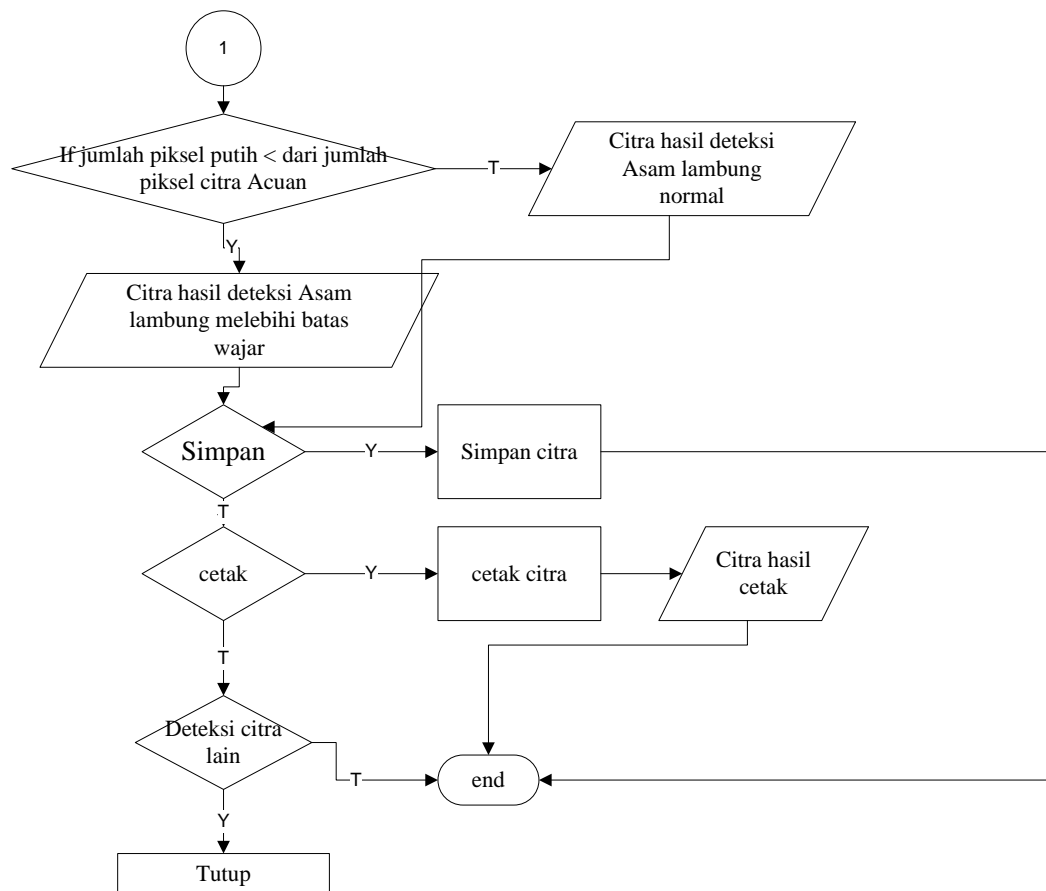 1
If jumlah piksel putih < dari jumlah
piksel citra Acuan
T
Citra hasil deteksi
Asam lambung
normal
Y
Citra hasil deteksi Asam
lambung melebihi batas
wajar
Simpan
Y
Simpan citra
T
cetak
Y
cetak citra
Citra hasil
cetak
T
Deteksi citra
lain
T
end
Y
Tutup